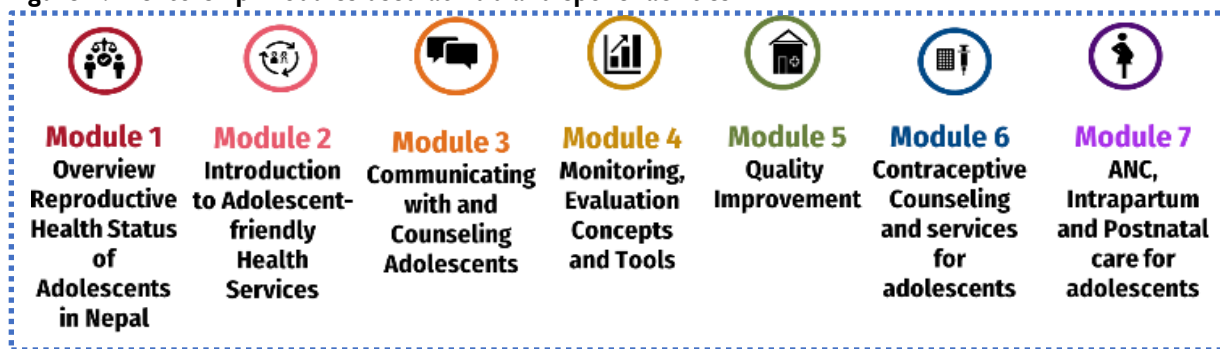 Module 1
Overview
Reproductive
Health Status
of
Adolescents
in Nepal
Module 2
Introduction
to Adolescent-
friendly
Health
Services
Module 3
Communicating
with and
Counseling
Adolescents
Module 4
Monitoring,
Evaluation
Concepts
and Tools
Module 5
Quality
Improvement
Module 6
Contraceptive
Counseling
and services
for
adolescents
Module 7
ANC,
Intrapartum
and Postnatal
care for
adolescents